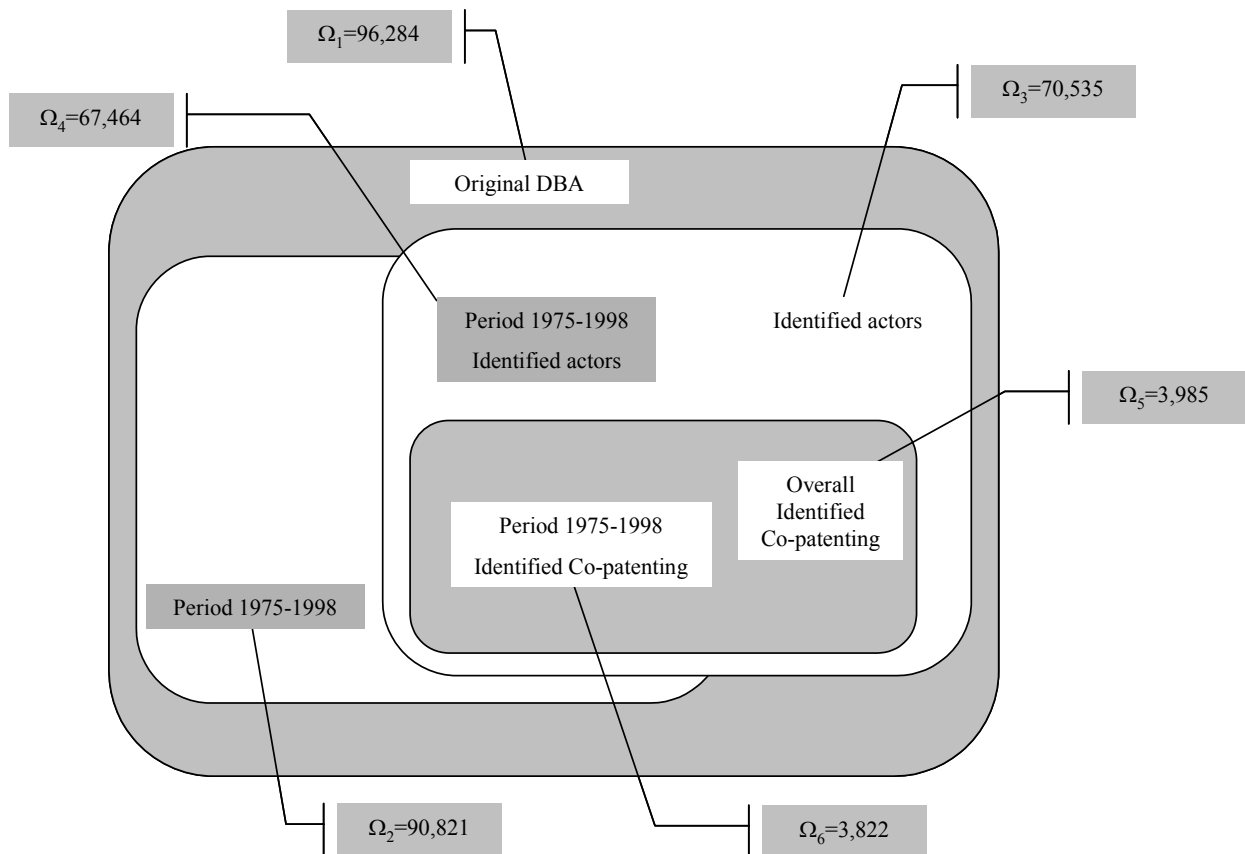 Ω₁=96,284
Ω₃=70,535
Ω₄=67,464
Original DBA
Period 1975-1998
Identified actors
Identified actors
Ω₅=3,985
Overall
Identified
Co-patenting
Period 1975-1998
Identified Co-patenting
Period 1975-1998
Ω₂=90,821
Ω₆=3,822